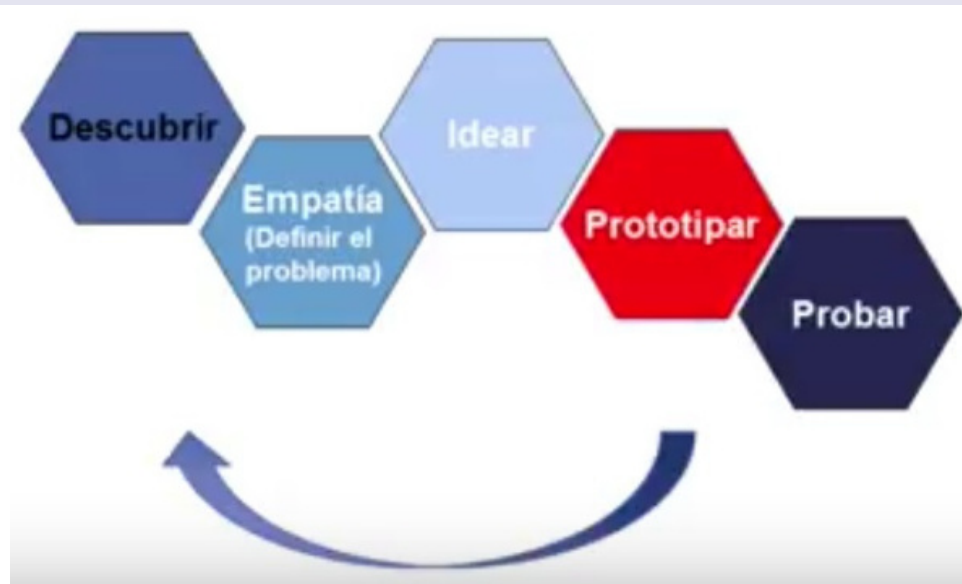 Descubrir
Empatía
(Definir el
problema)
Idear
Prototipar
Probar